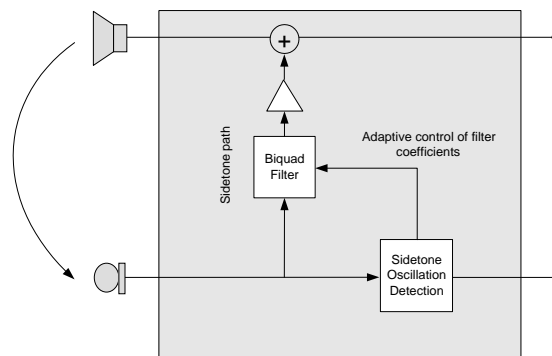 +
Sidetone path
Biquad
Filter
Adaptive control of filter
coefficients
Sidetone
Oscillation
Detection